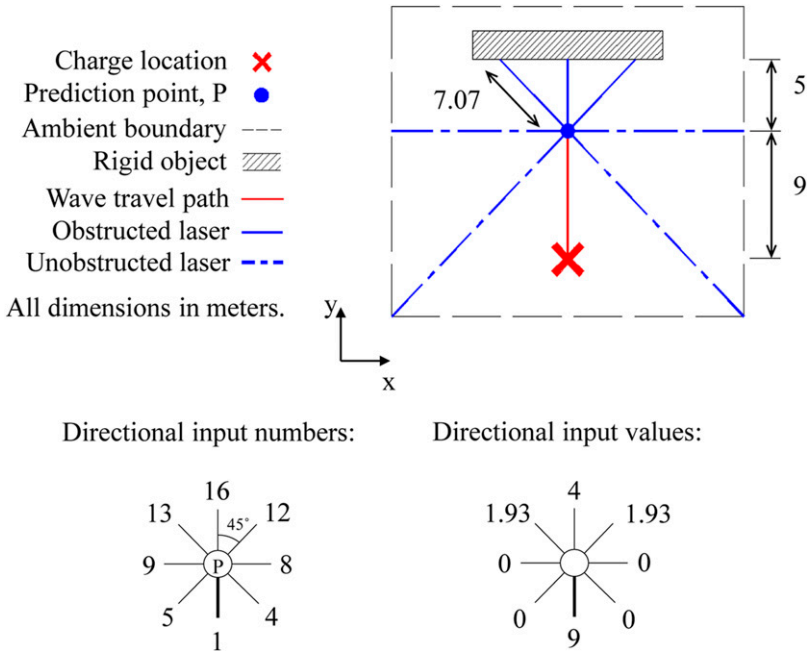 Charge location
Prediction point, P
Ambient boundary
Rigid object
Wave travel path
Obstructed laser
Unobstructed laser
All dimensions in meters.
7.07
5
9
y
x
Directional input numbers:
16
13
12
45°
9
P
8
5
4
1
Directional input values:
4
1.93
1.93
0
0
0
0
9